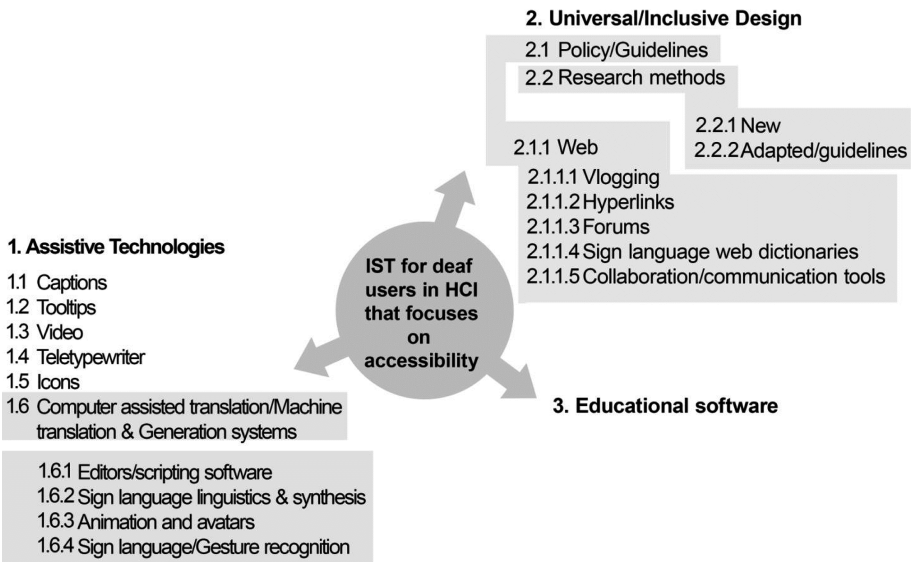 2. Universal/Inclusive Design
2.1 Policy/Guidelines
2.2 Research methods
2.2.1 New
2.2.2 Adapted/guidelines
2.1.1 Web
2.1.1.1 Vlogging
2.1.1.2 Hyperlinks
2.1.1.3 Forums
2.1.1.4 Sign language web dictionaries
2.1.1.5 Collaboration/communication tools
1. Assistive Technologies
1.1 Captions
1.2 Tooltips
1.3 Video
1.4 Teletypewriter
1.5 Icons
1.6 Computer assisted translation/Machine
translation & Generation systems
1.6.1 Editors/scripting software
1.6.2 Sign language linguistics & synthesis
1.6.3 Animation and avatars
1.6.4 Sign language/Gesture recognition
IST for deaf
users in HCI
that focuses
on
accessibility
3. Educational software